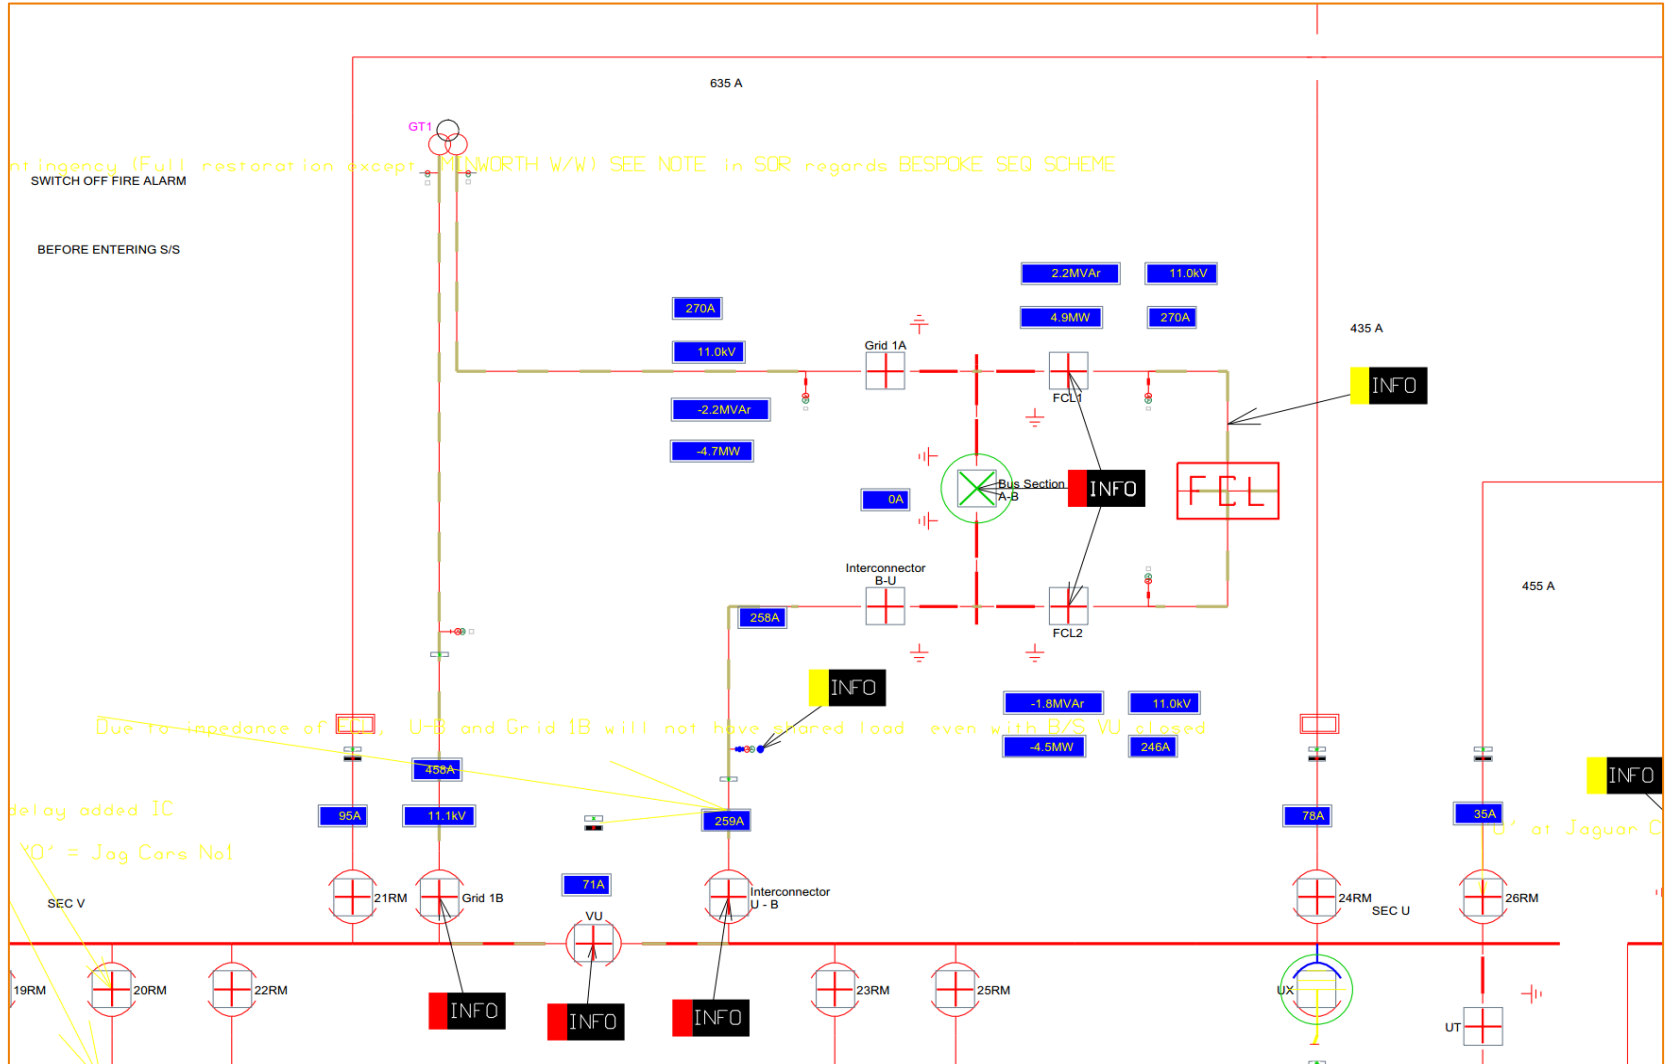 635 A
GT1
ntingency (Full restoration except MINWORTH W/W) SEE NOTE in SOR regards BESPOKE SEQ SCHEME
SWITCH OFF FIRE ALARM
BEFORE ENTERING S/S
2.2MVAr
11.0kV
270A
4.9MW
270A
435 A
Grid 1A
11.0kV
INFO
FCL1
-2.2MVAr
-4.7MW
Bus Section
A-B
INFO
FCL
0A
Interconnector
B-U
455 A
258A
FCL2
INFO
-1.8MVAr
11.0kV
Due to impedance of FCL, U-B and Grid 1B will not have shared load even with B/S VU closed
-4.5MW
246A
458A
INFO
delay added IC
95A
11.1kV
259A
78A
35A
'O' at Jaguar C
'O' = Jag Cars No1
71A
SEC V
21RM
Grid 1B
VU
Interconnector
U - B
24RM
SEC U
26RM
19RM
20RM
22RM
23RM
25RM
UX
INFO
INFO
INFO
UT